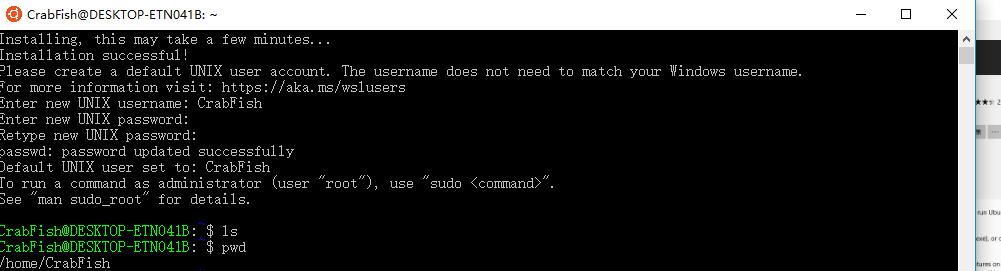 CrabFish@DESKTOP-ETN041B: ~
Installing, this may take a few minutes...
Installation successful!
Please create a default UNIX user account. The username does not need to match your Windows username.
For more information visit: https://aka.ms/wslusers
Enter new UNIX username: CrabFish
Enter new UNIX password:
Retype new UNIX password:
passwd: password updated successfully
Default UNIX user set to: CrabFish
To run a command as administrator (user "root"), use "sudo <command>".
See "man sudo_root" for details.
CrabFish@DESKTOP-ETN041B: $ ls
CrabFish@DESKTOP-ETN041B: $ pwd
/home/CrabFish
run Ubu
or c
atures on